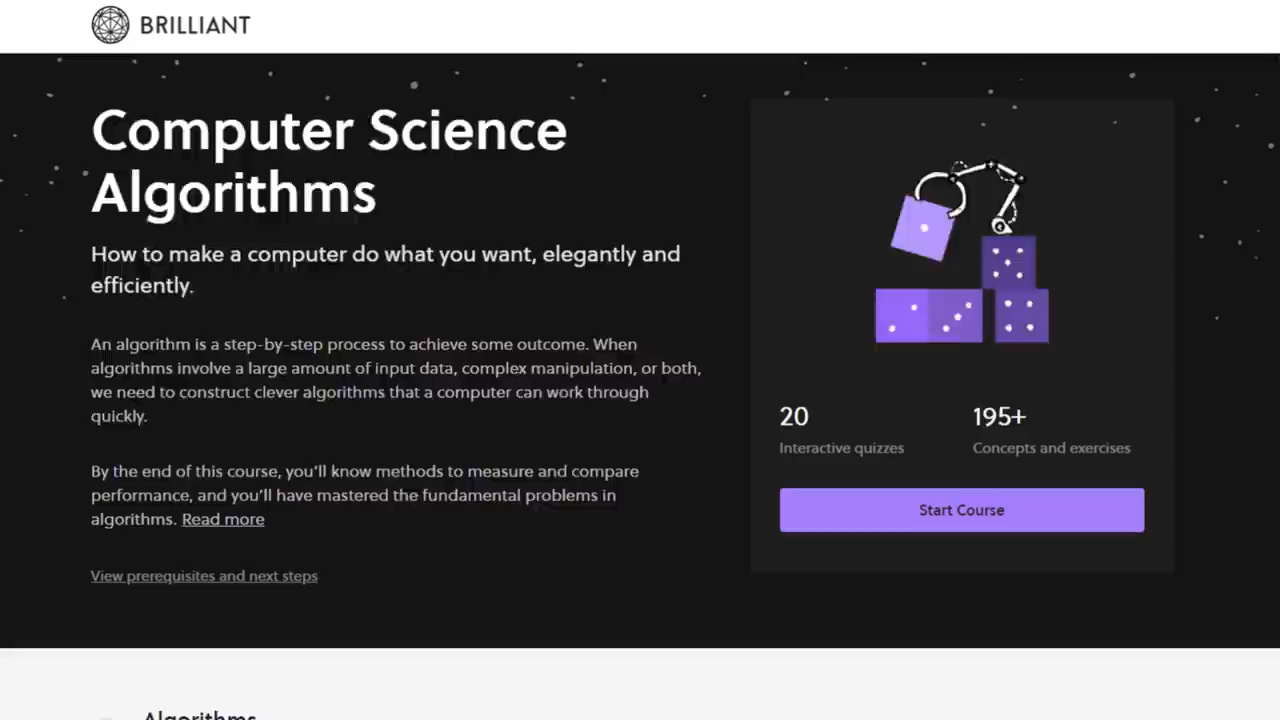 BRILLIANT
Computer Science
Algorithms
How to make a computer do what you want, elegantly and
efficiently.
An algorithm is a step-by-step process to achieve some outcome. When
algorithms involve a large amount of input data, complex manipulation, or both,
we need to construct clever algorithms that a computer can work through
quickly.
By the end of this course, you'll know methods to measure and compare
performance, and you'll have mastered the fundamental problems in
algorithms. Read more
View prerequisites and next steps
20
Interactive quizzes
195+
Concepts and exercises
Start Course
Algorithms